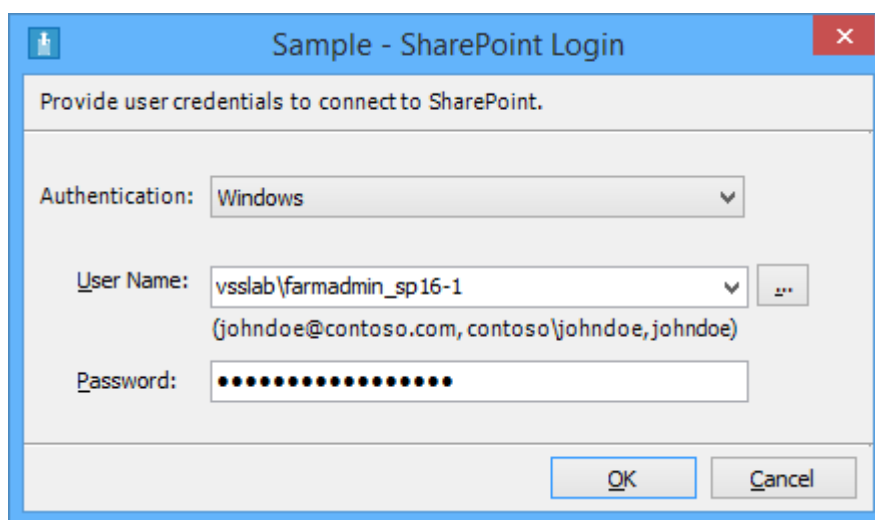 Sample - SharePoint Login
Provide user credentials to connect to SharePoint.
Authentication: Windows
User Name: vsslab\farmadmin_sp16-1 ...
(johndoe@contoso.com, contoso\johndoe, johndoe)
Password: •••••••••••••••••
OK Cancel